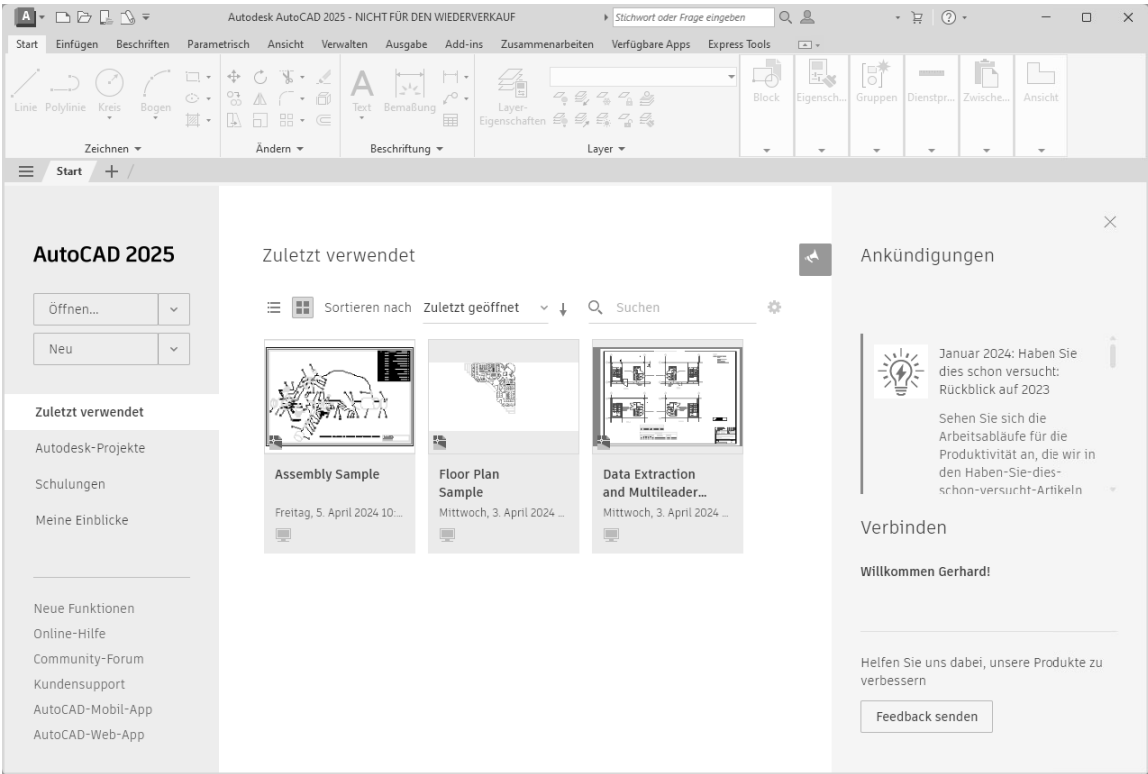 A
Autodesk AutoCAD 2025 - NICHT FÜR DEN WIEDERVERKAUF
Stichwort oder Frage eingeben
Start Einfügen Beschriften Parametrisch Ansicht Verwalten Ausgabe Add-ins Zusammenarbeiten Verfügbare Apps Express Tools
Linie Polylinie Kreis Bogen
A
Text Bemaßung
Layer-
Eigenschaften
Block Eigensch... Gruppen Dienstpr... Zwische... Ansicht
Zeichnen Ändern Beschriftung Layer
Start
AutoCAD 2025
Öffnen...
Neu
Zuletzt verwendet
Autodesk-Projekte
Schulungen
Meine Einblicke
Neue Funktionen
Online-Hilfe
Community-Forum
Kundensupport
AutoCAD-Mobil-App
AutoCAD-Web-App
Zuletzt verwendet
Sortieren nach Zuletzt geöffnet Suchen
Assembly Sample
Freitag, 5. April 2024 10:...
Floor Plan
Sample
Mittwoch, 3. April 2024 ...
Data Extraction
and Multileader...
Mittwoch, 3. April 2024 ...
Ankündigungen
Januar 2024: Haben Sie
dies schon versucht:
Rückblick auf 2023
Sehen Sie sich die
Arbeitsabläufe für die
Produktivität an, die wir in
den Haben-Sie-dies-
schon-versucht-Artikeln
Verbinden
Willkommen Gerhard!
Helfen Sie uns dabei, unsere Produkte zu
verbessern
Feedback senden